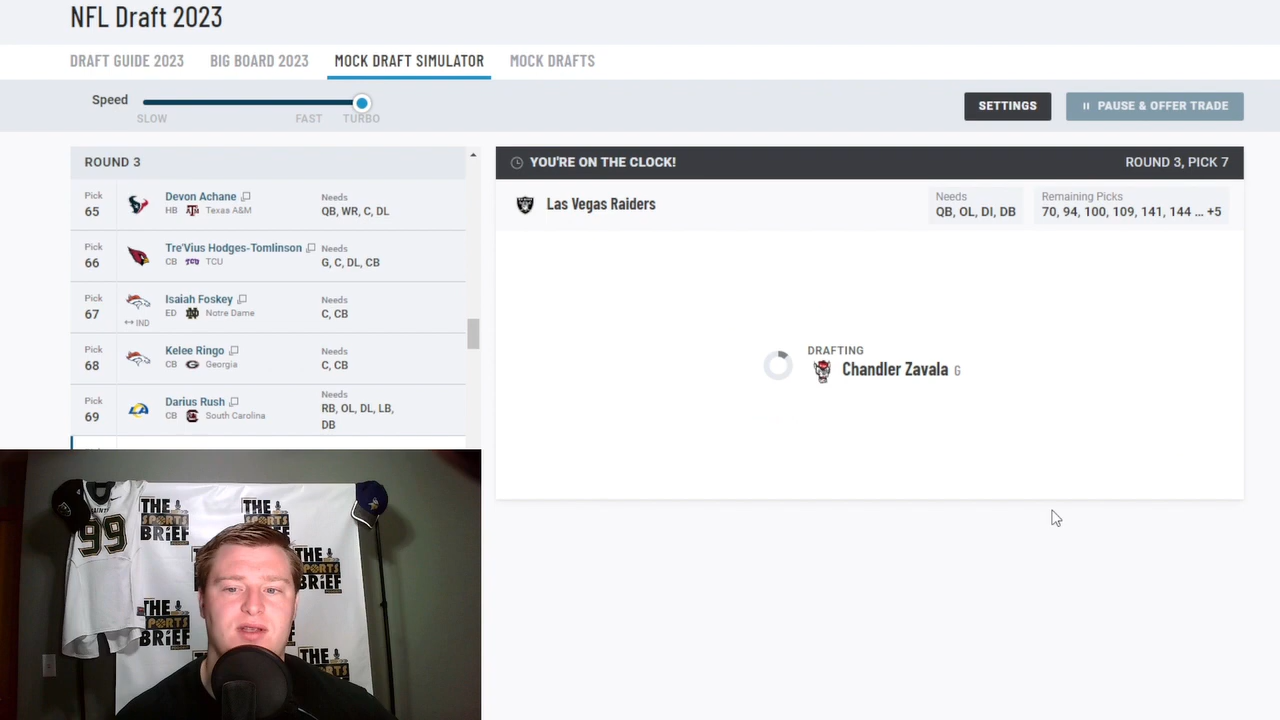 NFL Draft 2023
DRAFT GUIDE 2023 BIG BOARD 2023 MOCK DRAFT SIMULATOR MOCK DRAFTS
Speed
SLOW FAST TURBO
SETTINGS
PAUSE & OFFER TRADE
ROUND 3
Pick 65
Devon Achane
HB Texas A&M
Needs
QB, WR, C, DL
Pick 66
Tre'Vius Hodges-Tomlinson
CB TCU
Needs
G, C, DL, CB
Pick 67
↔ IND
Isaiah Foskey
ED Notre Dame
Needs
C, CB
Pick 68
Kelee Ringo
CB Georgia
Needs
C, CB
Pick 69
Darius Rush
CB South Carolina
Needs
RB, OL, DL, LB,
DB
YOU'RE ON THE CLOCK!
ROUND 3, PICK 7
Las Vegas Raiders
Needs
QB, OL, DI, DB
Remaining Picks
70, 94, 100, 109, 141, 144 ... +5
DRAFTING
Chandler Zavala G
99
THE
SPORTS
BRIEF
THE
SPORTS
BRIEF
THE
BRIEF
THE
SPORTS
BRIEF
THE